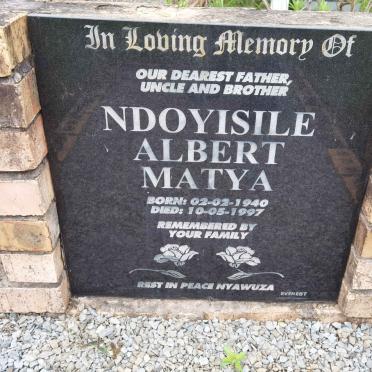 In Loving Memory Of
OUR DEAREST FATHER,
UNCLE AND BROTHER
NDOYISILE
ALBERT
MATYA
BORN: 02-02-1940
DIED: 10-05-1997
REMEMBERED BY
YOUR FAMILY
REST IN PEACE NYAWUZA